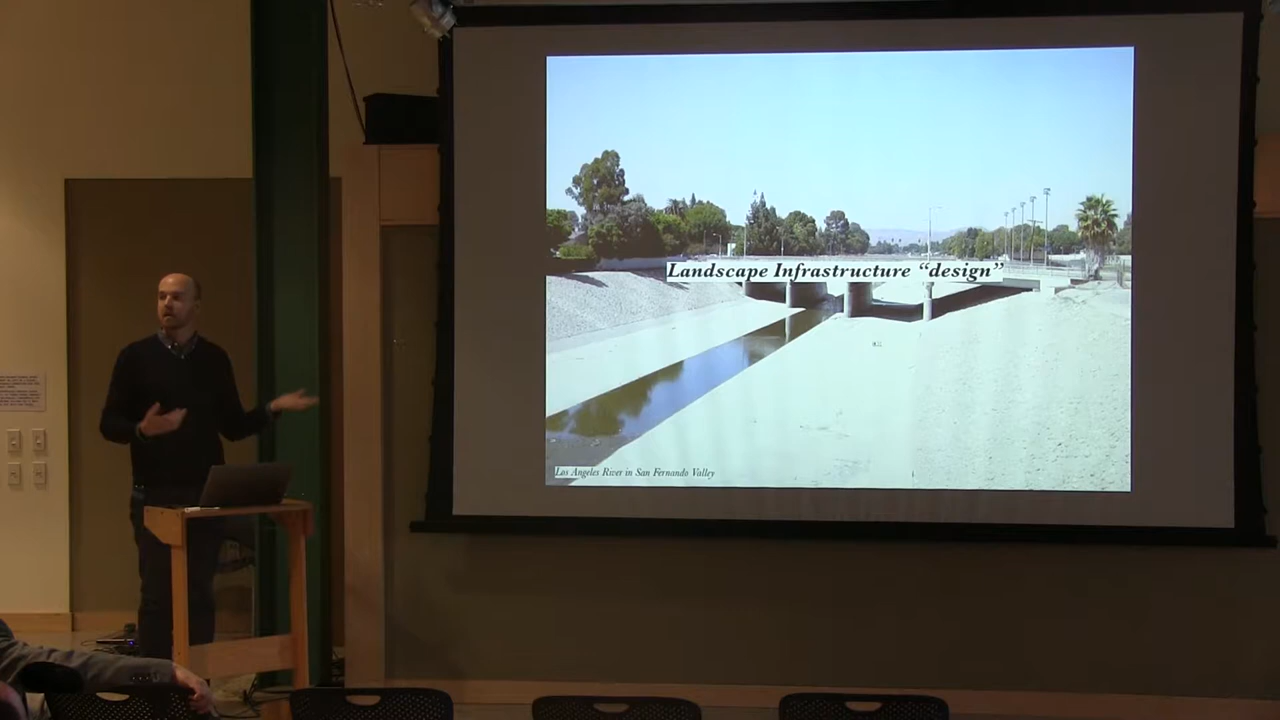 Landscape Infrastructure “design”
Los Angeles River in San Fernando Valley